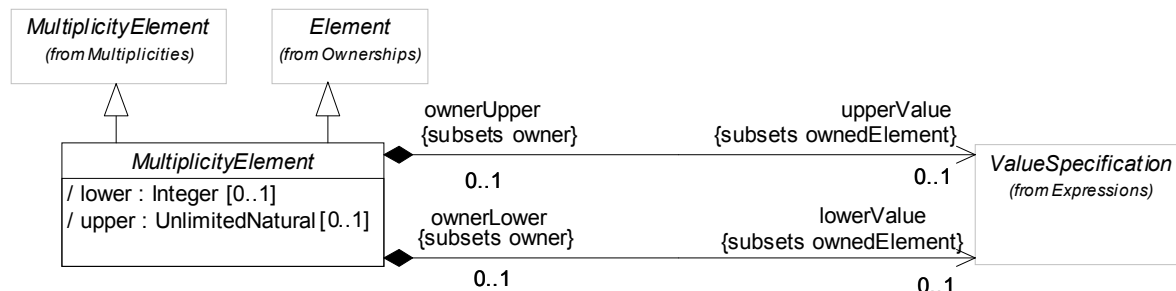 MultiplicityElement
(from Multiplicities)
Element
(from Ownerships)
MultiplicityElement
/ lower : Integer [0..1]
/ upper : UnlimitedNatural [0..1]
ownerUpper
{subsets owner}
0..1
upperValue
{subsets ownedElement}
0..1
ownerLower
{subsets owner}
0..1
lowerValue
{subsets ownedElement}
0..1
ValueSpecification
(from Expressions)